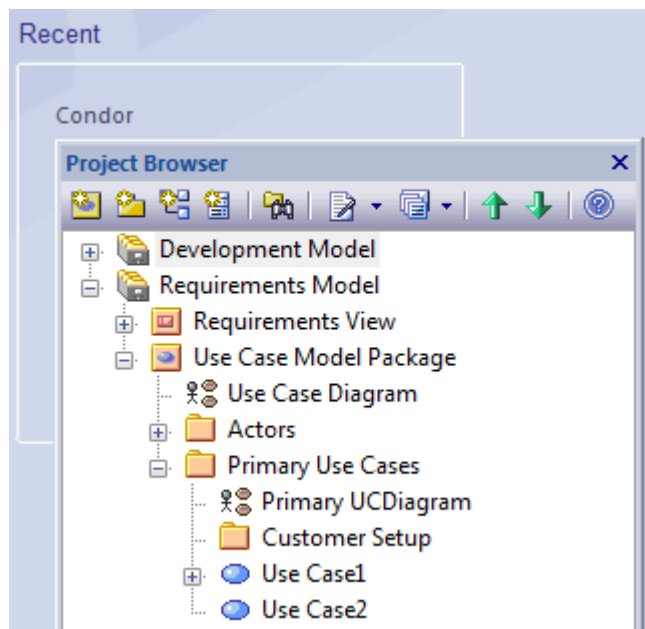 Recent
Condor
Project Browser
Development Model
Requirements Model
Requirements View
Use Case Model Package
Use Case Diagram
Actors
Primary Use Cases
Primary UCDiagram
Customer Setup
Use Case1
Use Case2